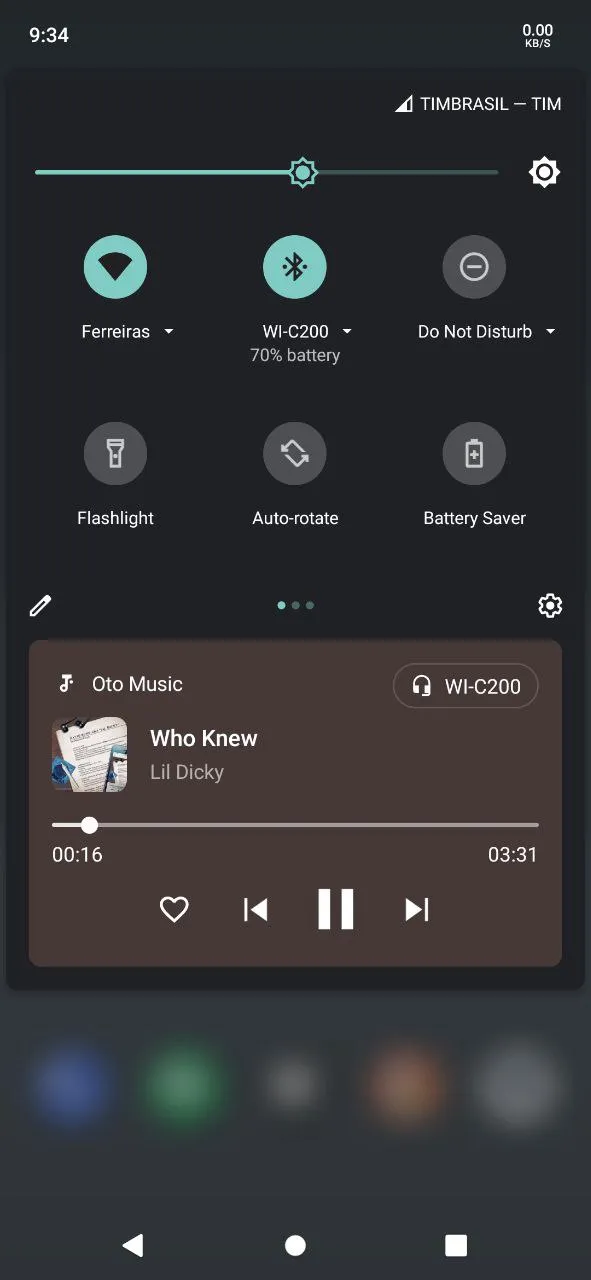 9:34
0.00
KB/S
TIMBRASIL — TIM
Ferreiras
WI-C200
Do Not Disturb
70% battery
Flashlight
Auto-rotate
Battery Saver
Oto Music
WI-C200
Who Knew
Lil Dicky
00:16
03:31